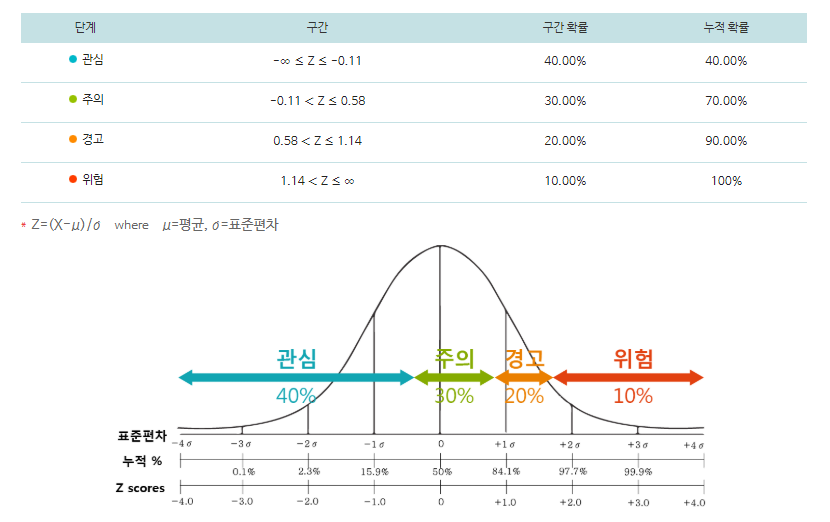 단계 구간 구간 확률 누적 확률
관심 -∞ ≤ Z ≤ -0.11 40.00% 40.00%
주의 -0.11 < Z ≤ 0.58 30.00% 70.00%
경고 0.58 < Z ≤ 1.14 20.00% 90.00%
위험 1.14 < Z ≤ ∞ 10.00% 100%
* Z=(X-μ)/σ where μ=평균, σ=표준편차
관심 주의 경고 위험
40% 30% 20% 10%
표준편차 -4σ -3σ -2σ -1σ 0 +1σ +2σ +3σ +4σ
누적 % 0.1% 2.3% 15.9% 50% 84.1% 97.7% 99.9%
Z scores -4.0 -3.0 -2.0 -1.0 0 +1.0 +2.0 +3.0 +4.0